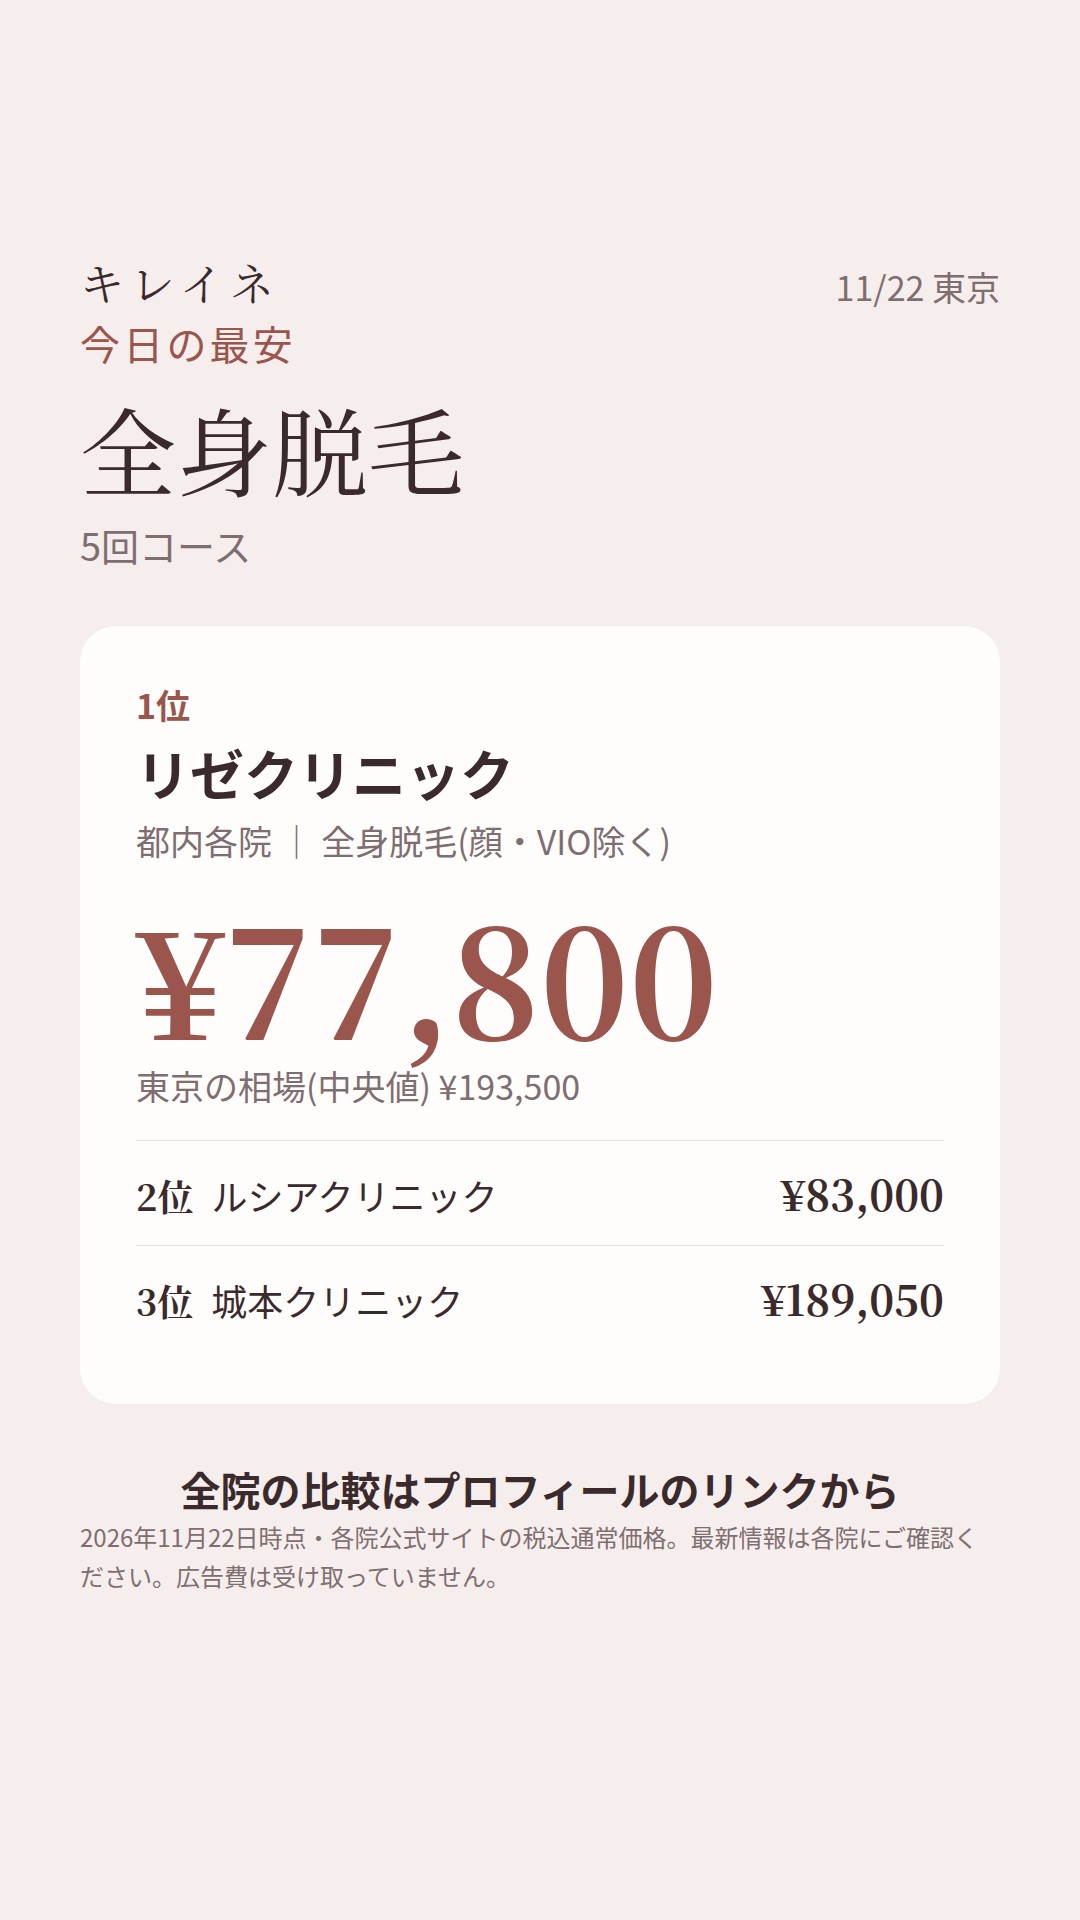 キレイネ
11/22 東京
今日の最安
全身脱毛
5回コース
1位
リゼクリニック
都内各院 ｜ 全身脱毛(顔・VIO除く)
¥77,800
東京の相場(中央値) ¥193,500
2位 ルシアクリニック ¥83,000
3位 城本クリニック ¥189,050
全院の比較はプロフィールのリンクから
2026年11月22日時点・各院公式サイトの税込通常価格。最新情報は各院にご確認く
ださい。広告費は受け取っていません。